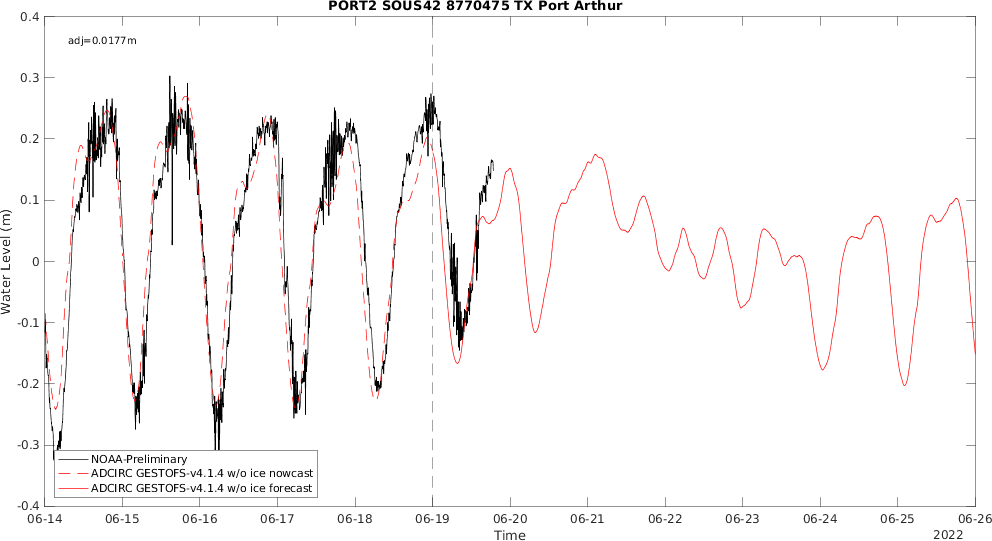 PORT2 SOUS42 8770475 TX Port Arthur
0.4
adj=0.0177m
0.3
0.2
0.1
0
-0.1
-0.2
-0.3
-0.4
Water Level (m)
NOAA-Preliminary
ADCIRC GESTOFS-v4.1.4 w/o ice nowcast
ADCIRC GESTOFS-v4.1.4 w/o ice forecast
06-14 06-15 06-16 06-17 06-18 06-19 06-20 06-21 06-22 06-23 06-24 06-25 06-26
Time
2022